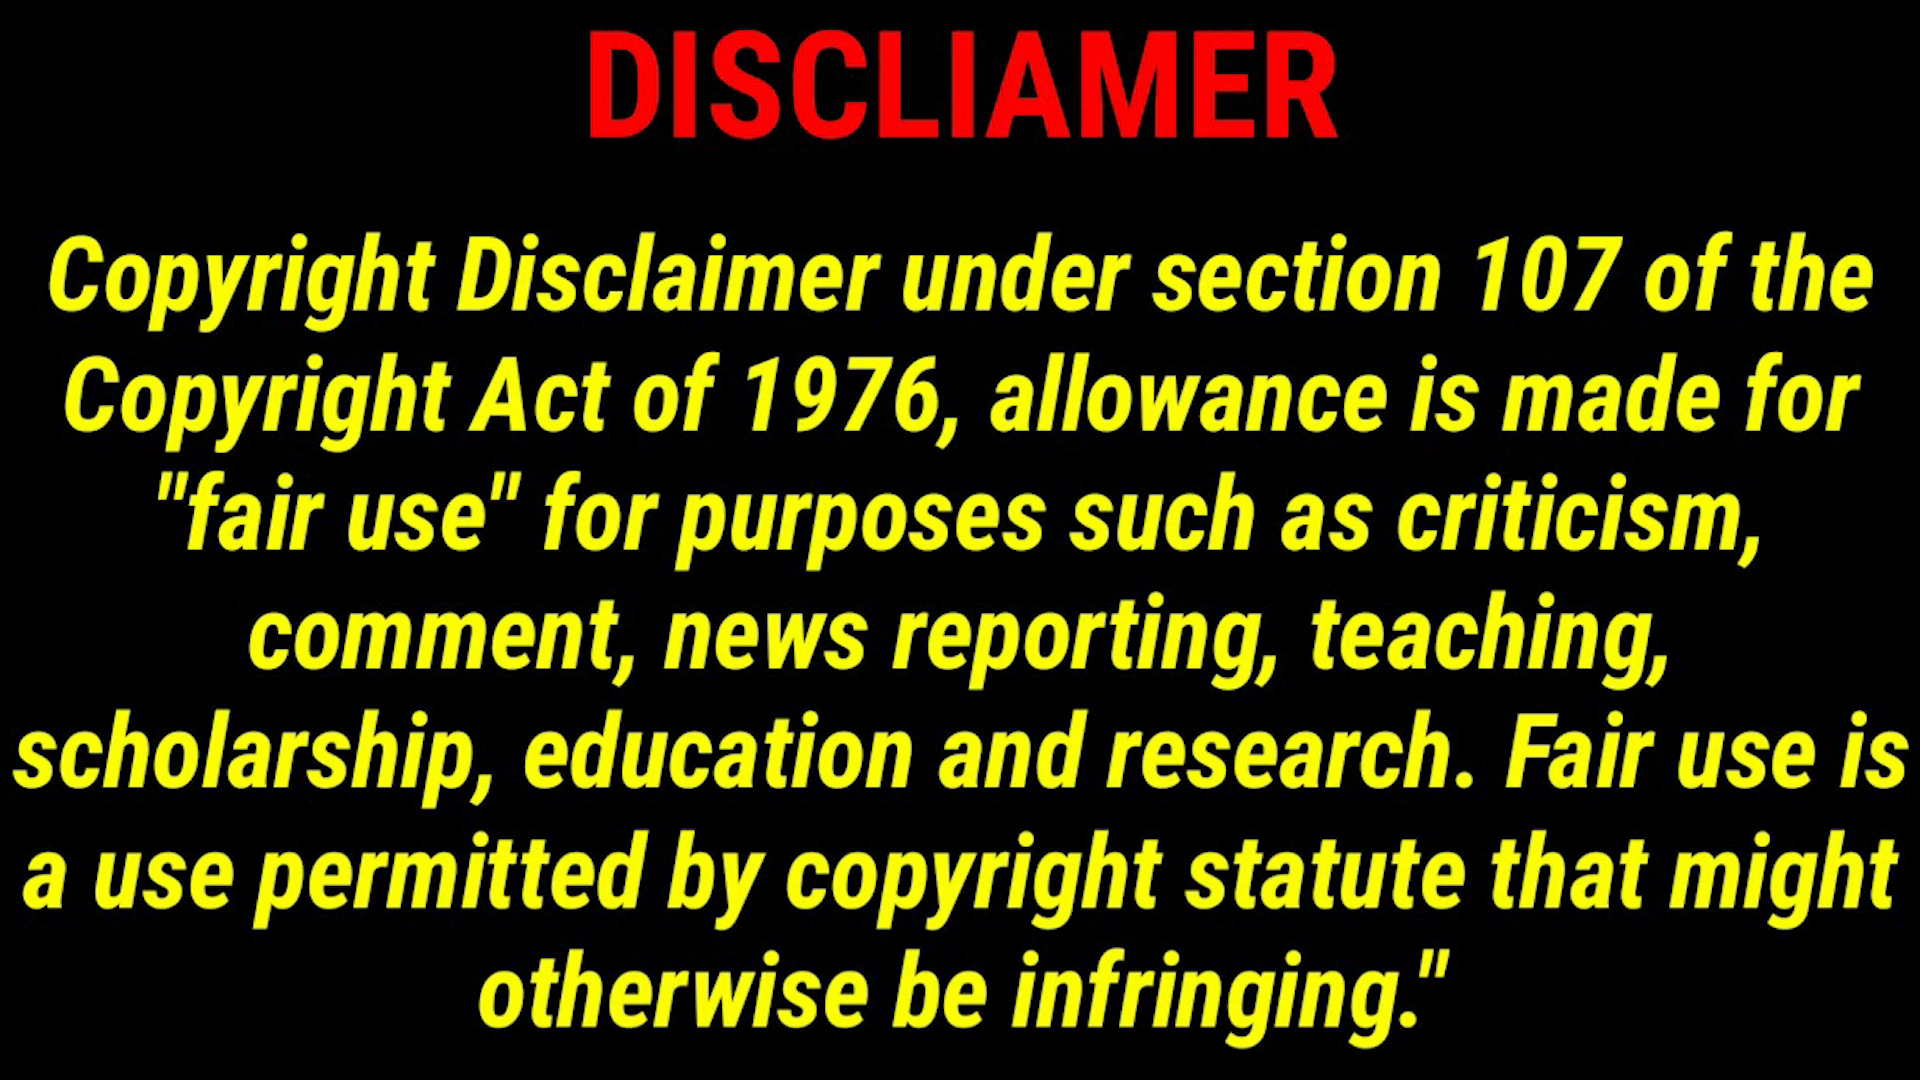 DISCLIAMER
Copyright Disclaimer under section 107 of the
Copyright Act of 1976, allowance is made for
"fair use" for purposes such as criticism,
comment, news reporting, teaching,
scholarship, education and research. Fair use is
a use permitted by copyright statute that might
otherwise be infringing."